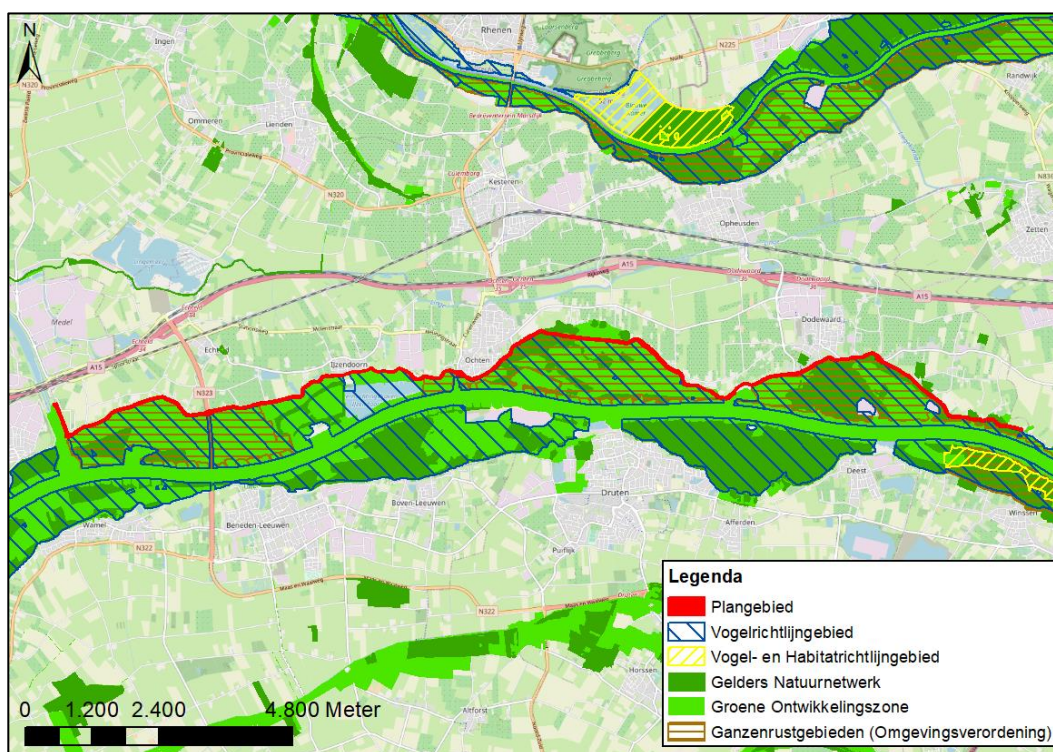 N
Rhenen
Ingen
N225
N320
Randwijk
Ommeren
Lienden
N320
Kesteren
N836
Opheusden
Zetten
A15
A15
Medel
Dodewaard
Echteld
IJzendoorn
Ochten
A15
N323
Deest
Druten
Wamel
Boven-Leeuwen
Winssen
Beneden-Leeuwen
Afferden
N322
Puiflijk
N322
Horssen
Altforst
Legenda
Plangebied
Vogelrichtlijngebied
Vogel- en Habitatrichtlijngebied
Gelders Natuurnetwerk
Groene Ontwikkelingszone
Ganzenrustgebieden (Omgevingsverordening)
0 1.200 2.400 4.800 Meter